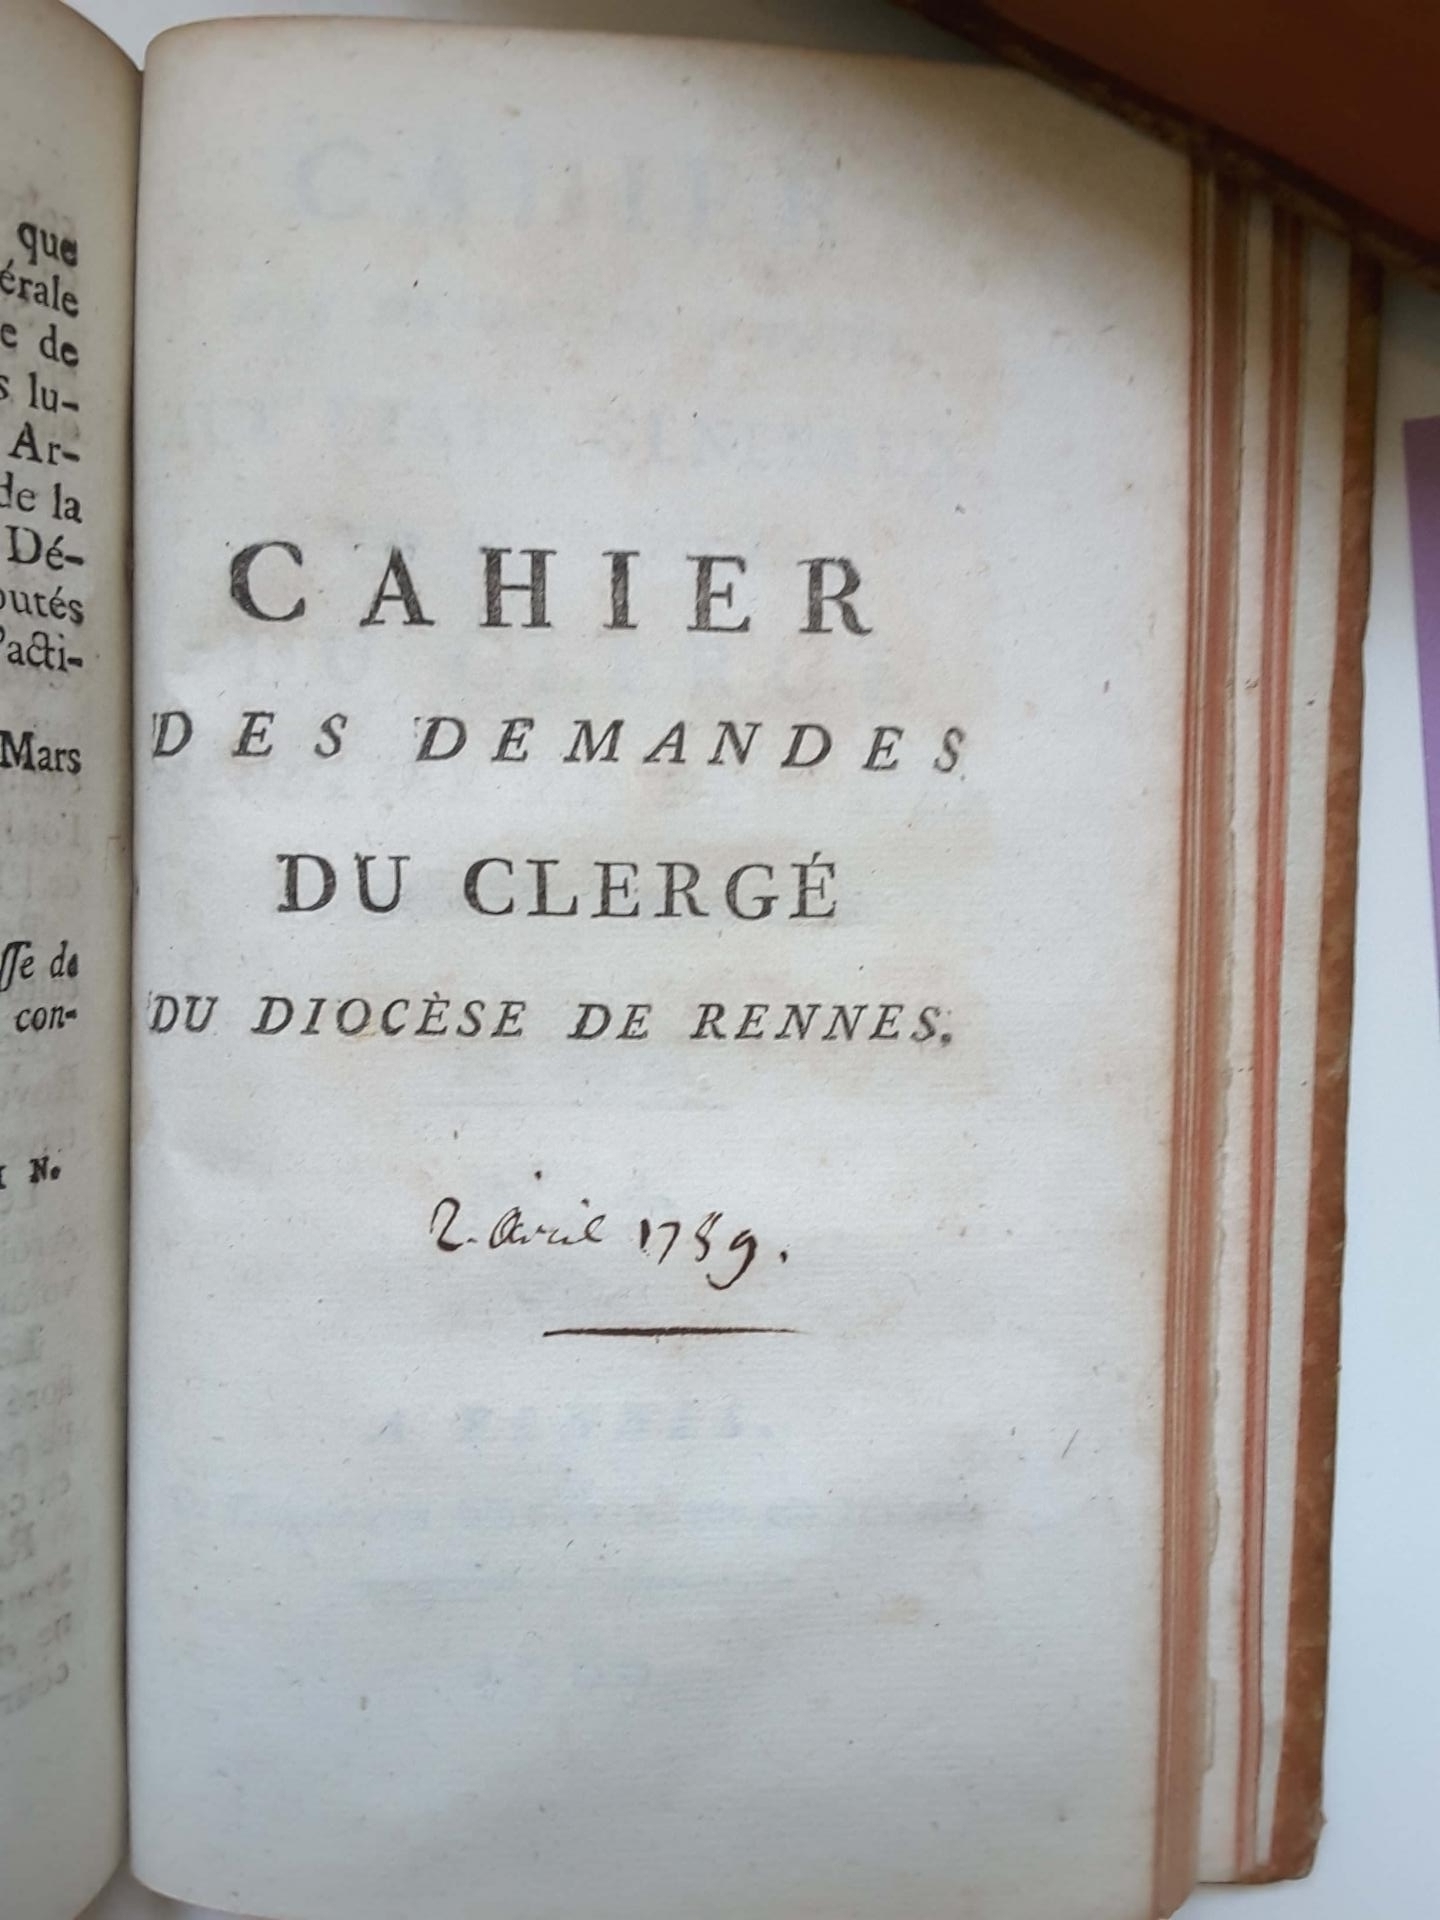 que
érale
e de
s lu-
Ar-
de la
Dé-
outés
l'acti-
Mars
ſſe de
con-
N.
CAHIER
DES DEMANDES
DU CLERGÉ
DU DIOCÈSE DE RENNES.
2. avril 1789.